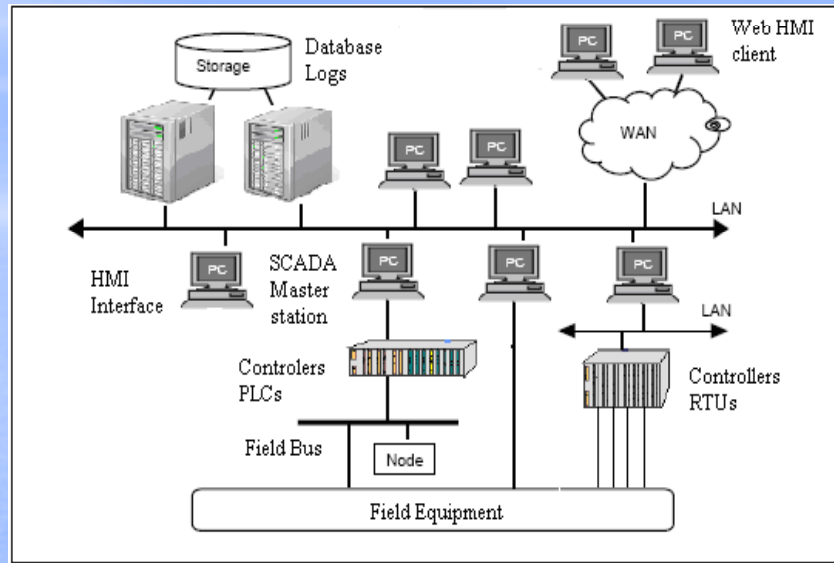 Storage
Database
Logs
PC
PC
Web HMI
client
WAN
PC
PC
LAN
HMI
Interface
PC
SCADA
Master
station
PC
PC
PC
LAN
Controlers
PLCs
Controllers
RTUs
Field Bus
Node
Field Equipment